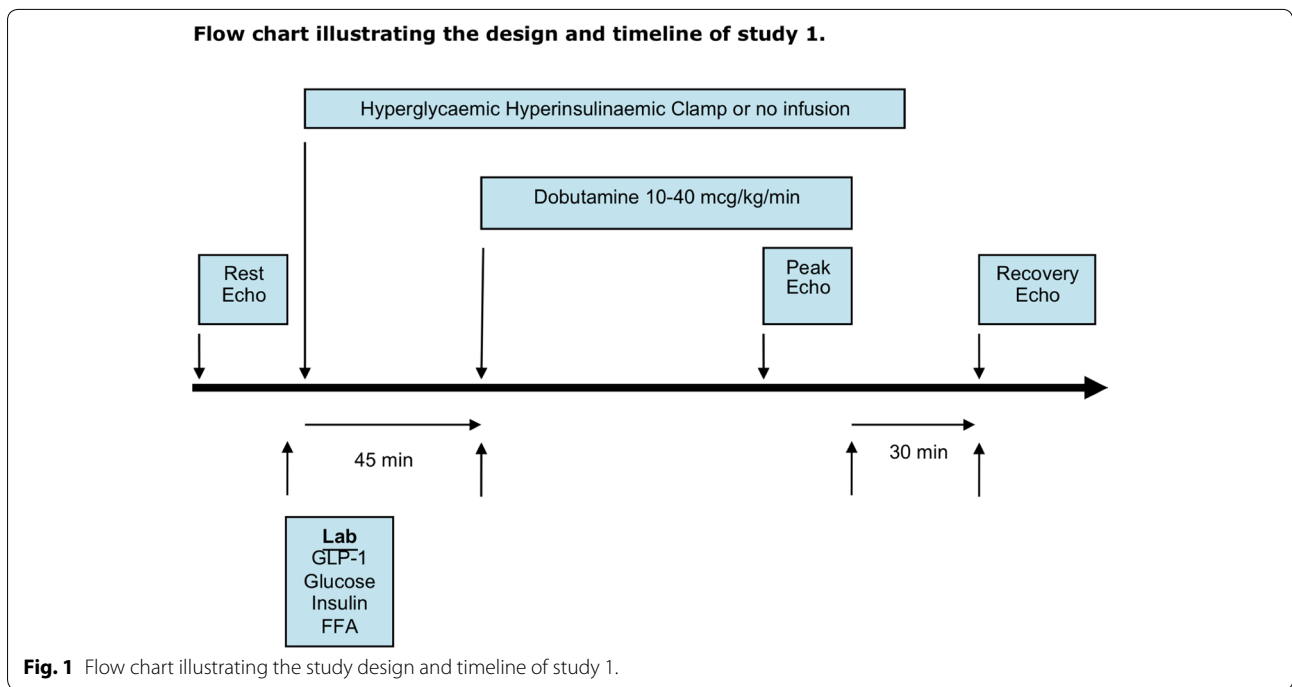 Flow chart illustrating the design and timeline of study 1.
Hyperglycaemic Hyperinsulinaemic Clamp or no infusion
Dobutamine 10-40 mcg/kg/min
Rest
Echo
Peak
Echo
Recovery
Echo
45 min
30 min
Lab
GLP-1
Glucose
Insulin
FFA
Fig. 1 Flow chart illustrating the study design and timeline of study 1.